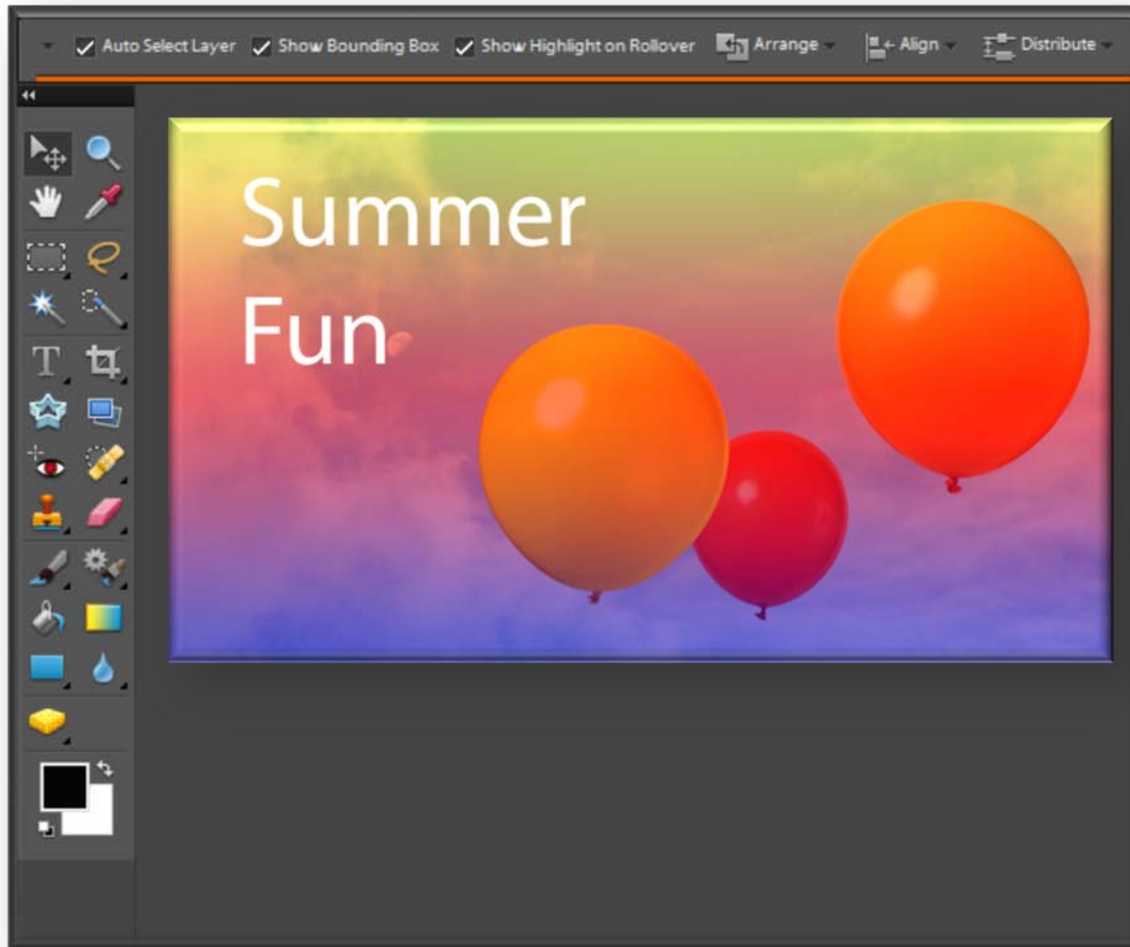 Auto Select Layer Show Bounding Box Show Highlight on Rollover Arrange Align Distribute
T
Summer
Fun